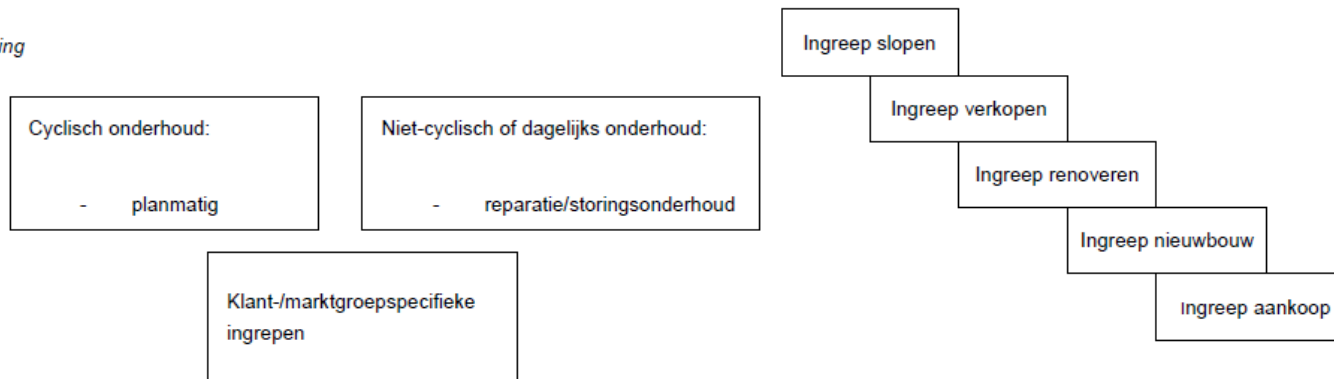 ing
Cyclisch onderhoud:
- planmatig
Niet-cyclisch of dagelijks onderhoud:
- reparatie/storingsonderhoud
Klant-/marktgroepspecifieke
ingrepen
Ingreep slopen
Ingreep verkopen
Ingreep renoveren
Ingreep nieuwbouw
Ingreep aankoop